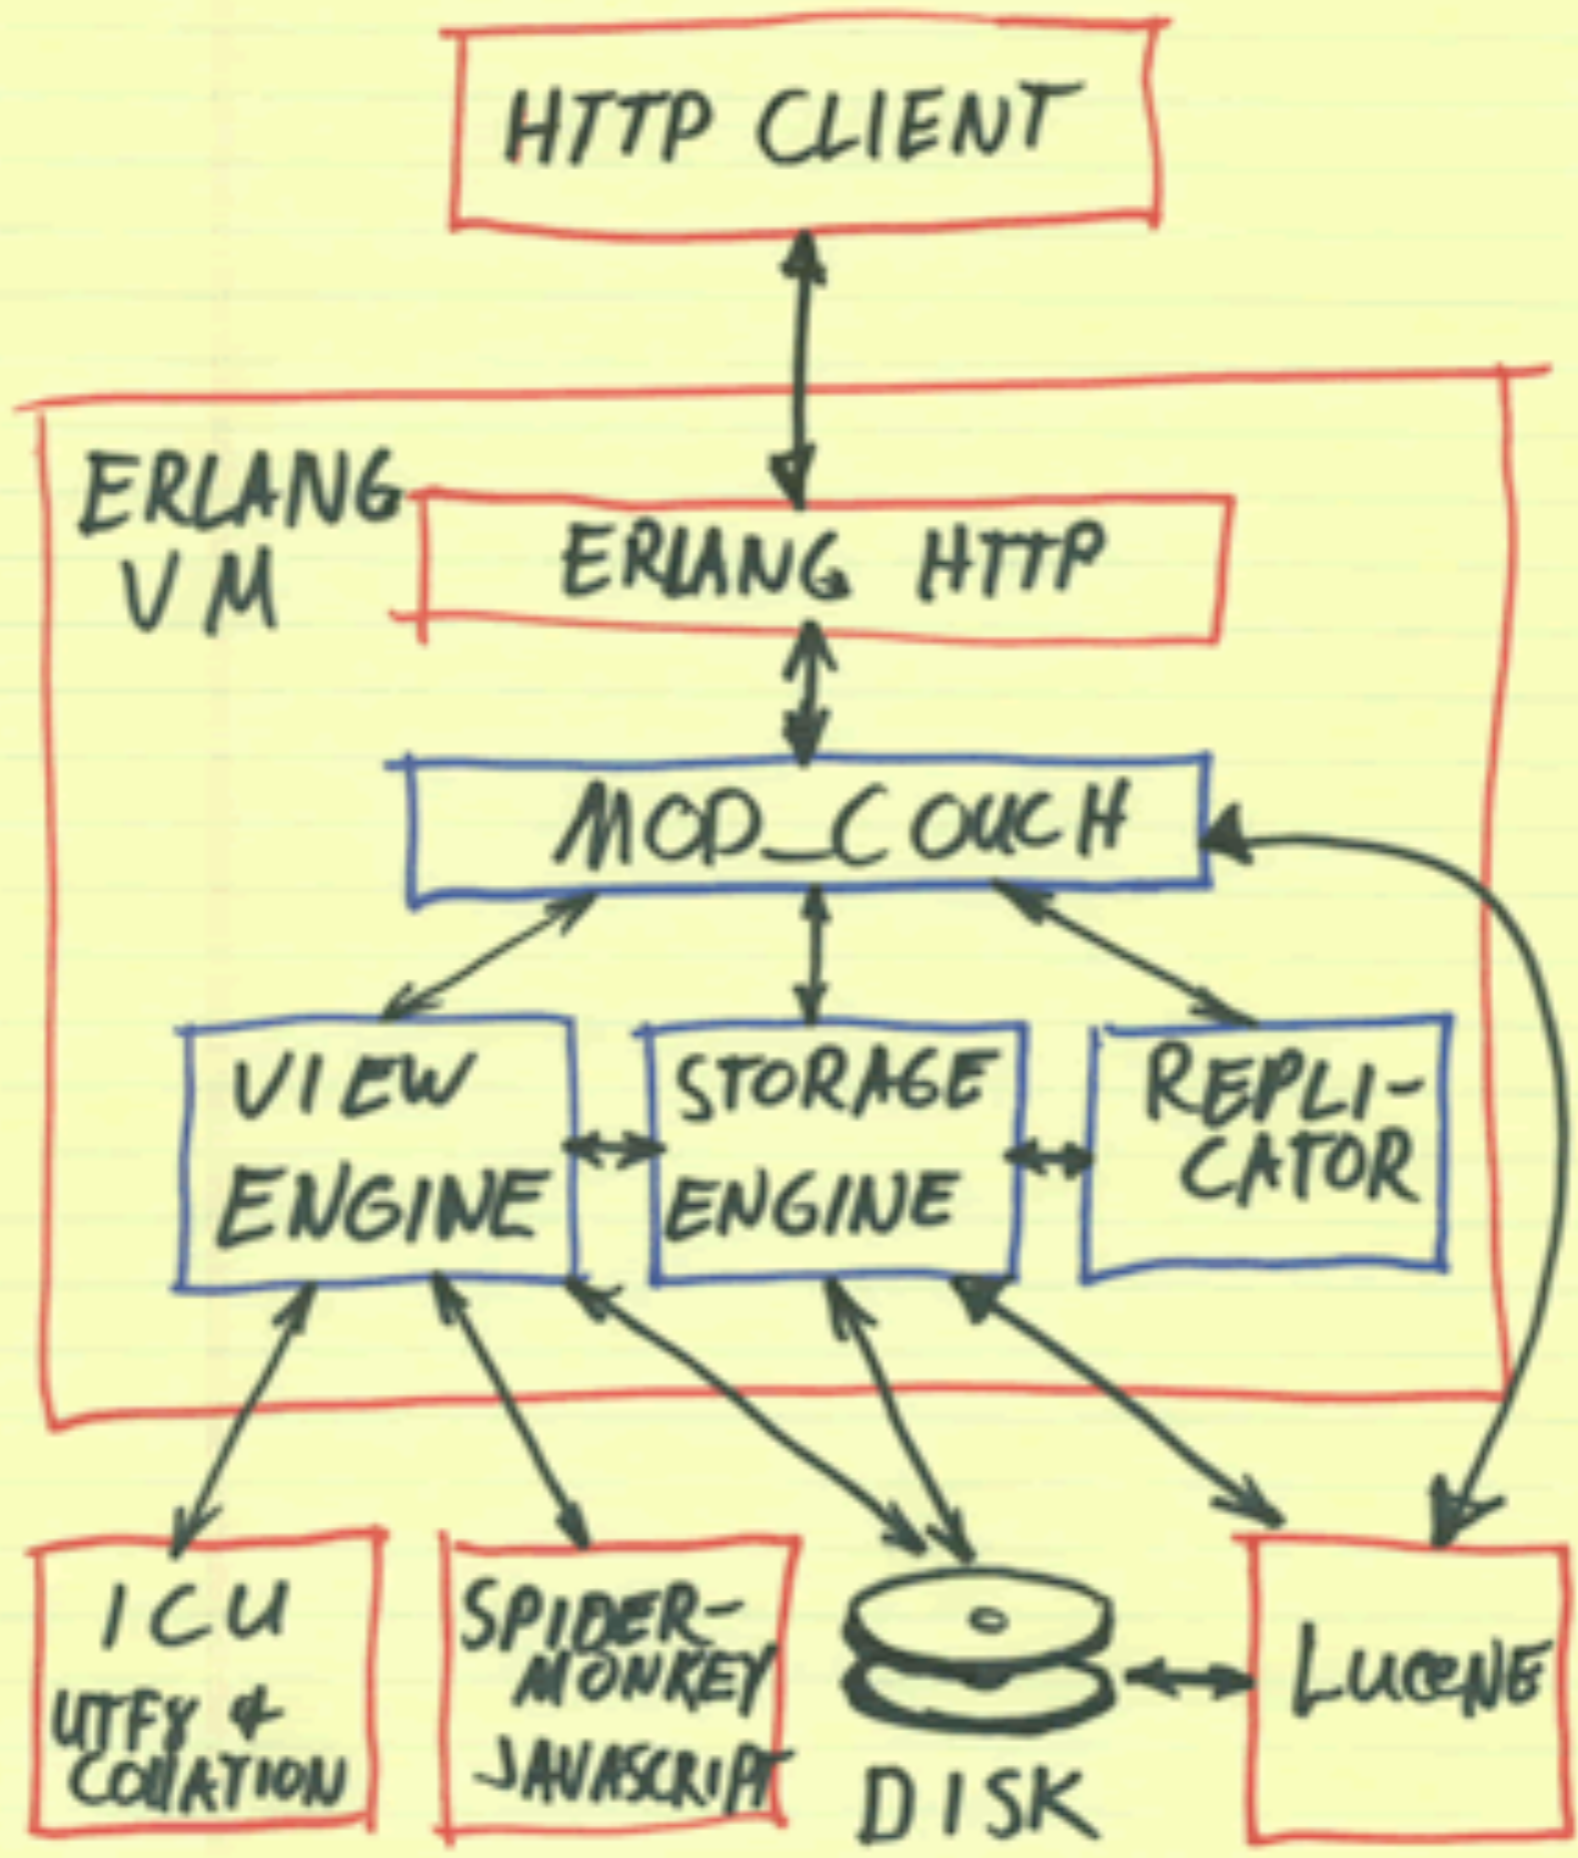 HTTP CLIENT
ERLANG
VM
ERLANG HTTP
MOD_COUCH
VIEW
ENGINE
STORAGE
ENGINE
REPLI-
CATOR
ICU
UTF8 &
COLLATION
SPIDER-
MONKEY
JAVASCRIPT
DISK
LUCENE